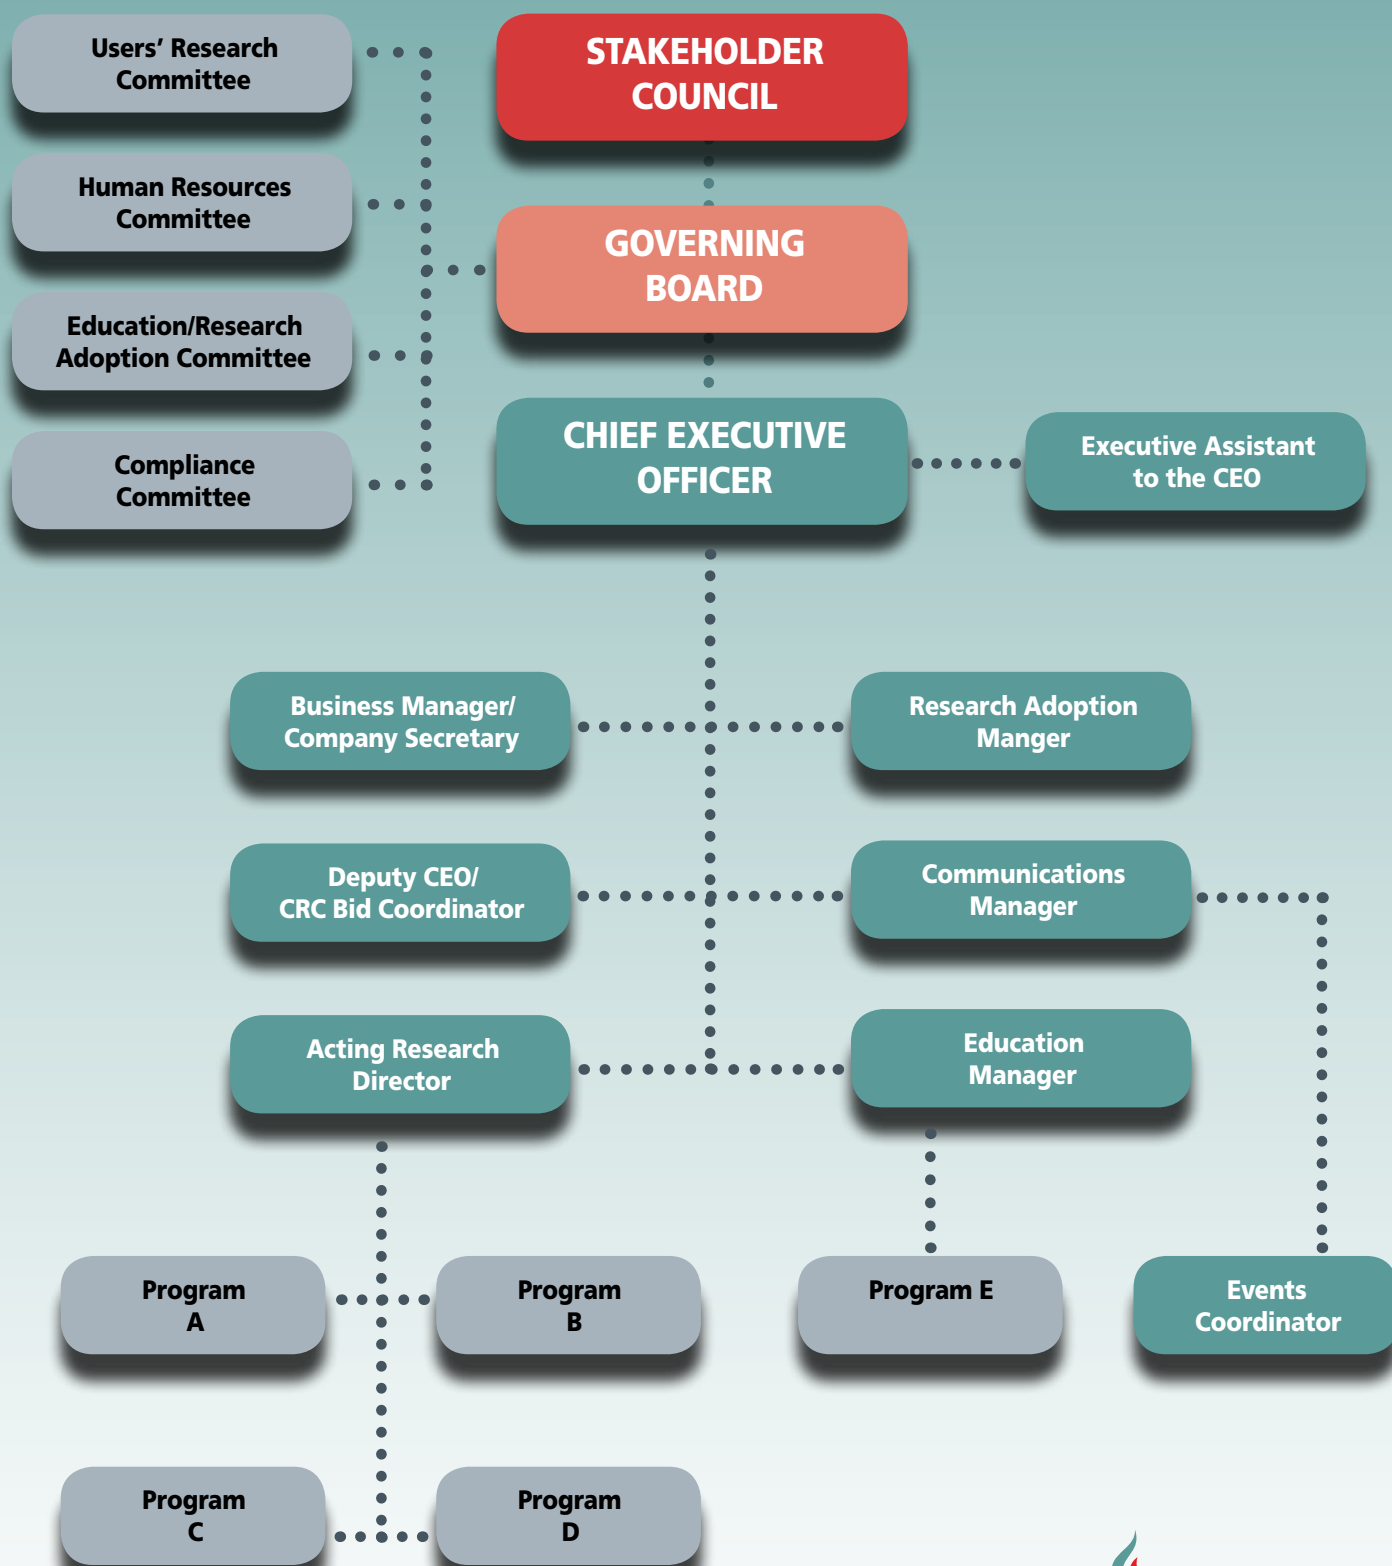 Users’ Research
Committee
STAKEHOLDER
COUNCIL
Human Resources
Committee
GOVERNING
BOARD
Education/Research
Adoption Committee
CHIEF EXECUTIVE
OFFICER
Executive Assistant
to the CEO
Compliance
Committee
Business Manager/
Company Secretary
Research Adoption
Manger
Deputy CEO/
CRC Bid Coordinator
Communications
Manager
Acting Research
Director
Education
Manager
Program
A
Program
B
Program E
Events
Coordinator
Program
C
Program
D